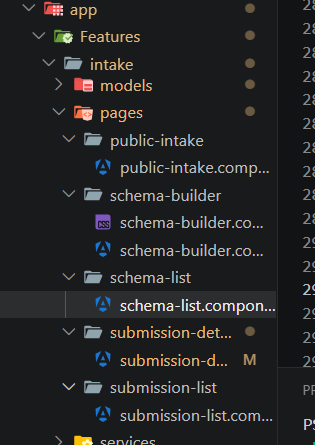 app
Features
intake
models
pages
public-intake
public-intake.comp...
schema-builder
schema-builder.co...
schema-builder.co...
schema-list
schema-list.compon...
submission-det...
submission-d... M
submission-list
submission-list.com...
services